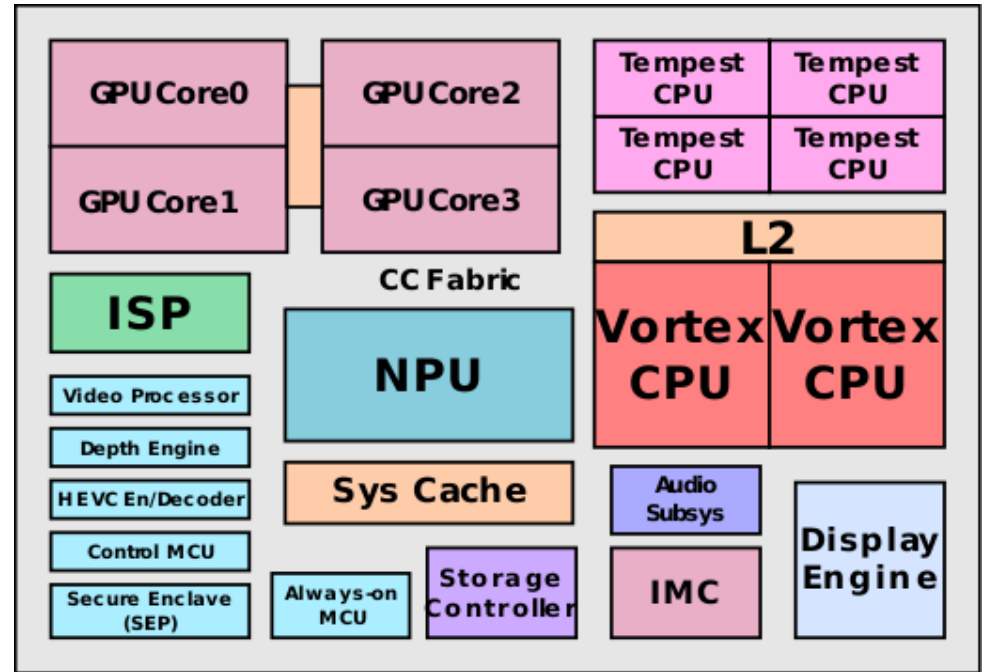 GPU Core0
GPU Core2
GPU Core1
GPU Core3
Tempest
CPU
Tempest
CPU
Tempest
CPU
Tempest
CPU
L2
Vortex
CPU
Vortex
CPU
CC Fabric
ISP
NPU
Video Processor
Depth Engine
HEVC En/Decoder
Control MCU
Secure Enclave
(SEP)
Sys Cache
Always-on
MCU
Storage
Controller
Audio
Subsys
IMC
Display
Engine